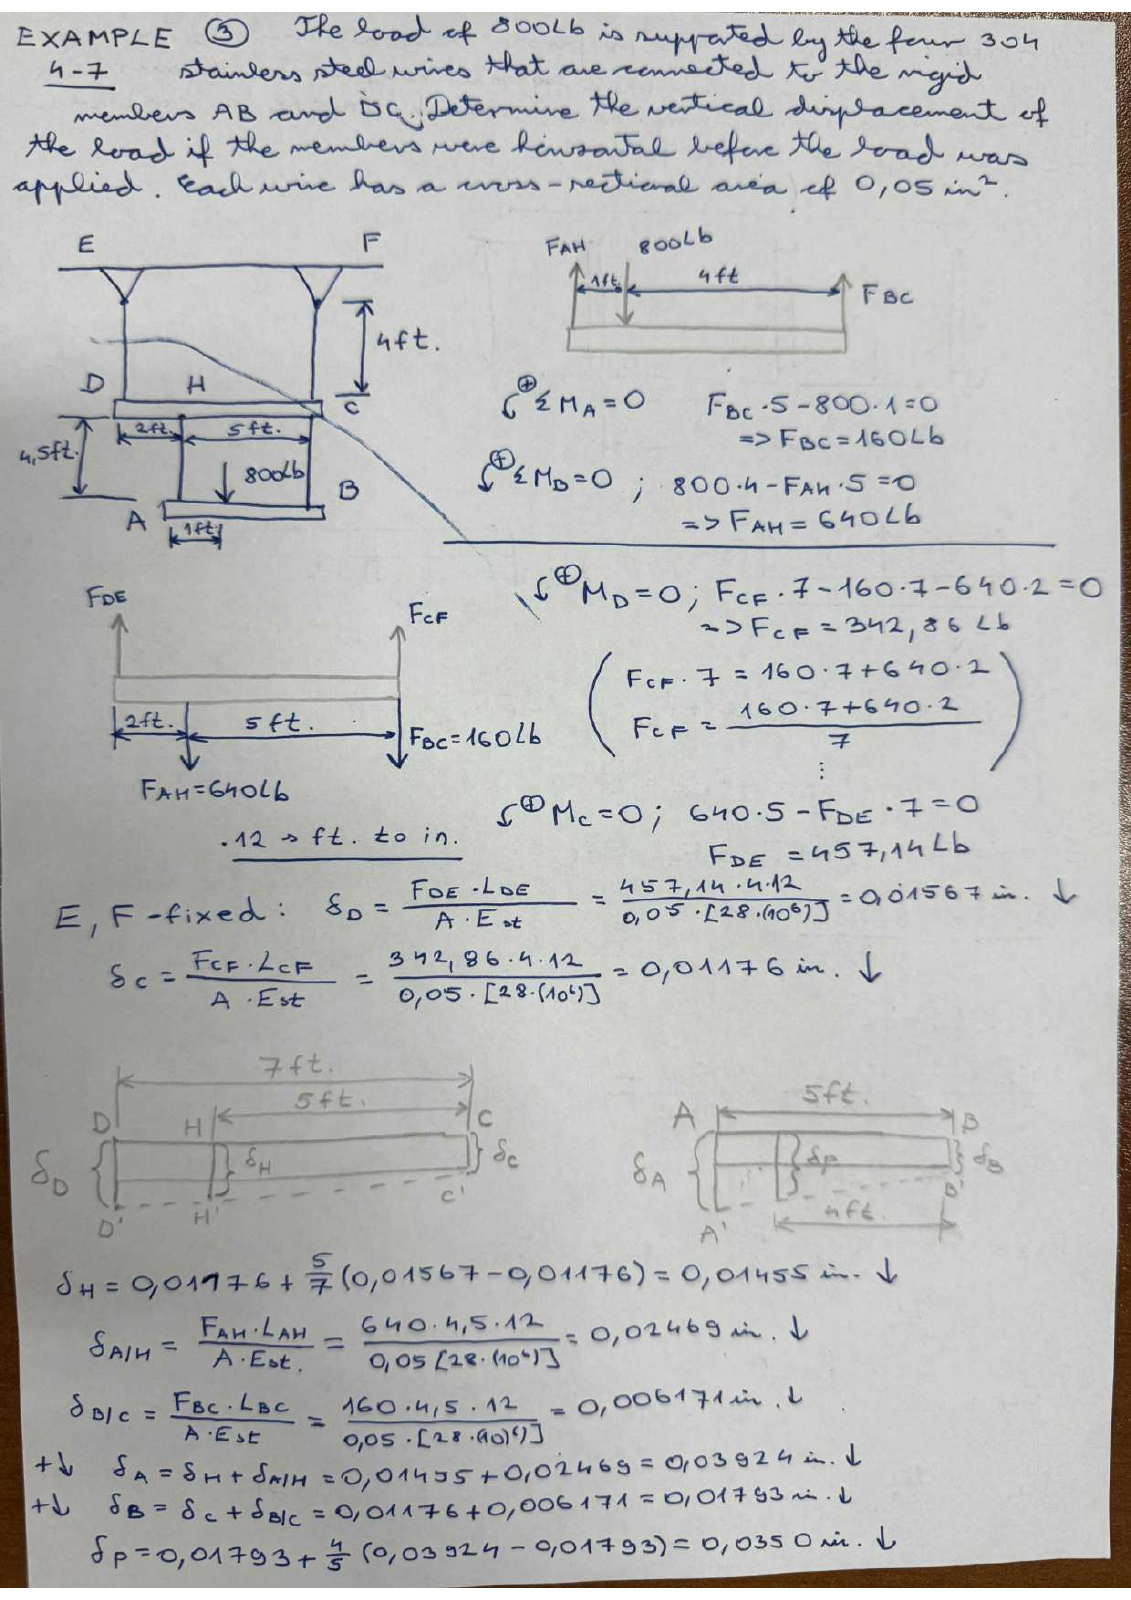 EXAMPLE ③ The load of 800Lb is supported by the four 304
4-7 stainless steel wires that are connected to the rigid
members AB and DC. Determine the vertical displacement of
the load if the members were horizontal before the load was
applied. Each wire has a cross-sectional area of 0,05 in².
E F
4ft.
D H C
2ft. 5ft.
4,5ft.
800Lb
A B
1ft.
FAH 800Lb
1ft. 4ft
FBC
↶⊕ ΣMA=0 FBC·5-800·1=0
=> FBC=160Lb
↶⊕ ΣMB=0 ; 800·4-FAH·5=0
=> FAH=640Lb
FDE FCF
2ft. 5ft.
FBC=160Lb
FAH=640Lb
↶⊕ MD=0; FCF·7-160·7-640·2=0
=> FCF=342,86 Lb
(FCF·7=160·7+640·2
FCF = (160·7+640·2)/7)
⋮
↶⊕ MC=0; 640·5-FDE·7=0
FDE=457,14Lb
·12 → ft. to in.
E, F-fixed: δD = FDE·LDE / A·Est = 457,14·4·12 / 0,05·[28·(10⁶)] = 0,01567 in. ↓
δC = FCF·LCF / A·Est = 342,86·4·12 / 0,05·[28·(10⁶)] = 0,01176 in. ↓
7ft.
5ft.
D H C
δD δH δC
D' H' C'
5ft.
A B
δA δP δB
A' B'
4ft.
δH = 0,01176 + 5/7 (0,01567-0,01176) = 0,01455 in. ↓
δA/H = FAH·LAH / A·Est. = 640·4,5·12 / 0,05[28·(10⁶)] = 0,02469 in. ↓
δB/C = FBC·LBC / A·Est = 160·4,5·12 / 0,05·[28·(10)⁶)] = 0,006171 in. ↓
+↓ δA = δH + δA/H = 0,01455+0,02469=0,03924 in. ↓
+↓ δB = δC + δB/C = 0,01176+0,006171=0,01793 in. ↓
δP = 0,01793 + 4/5 (0,03924-0,01793) = 0,0350 in. ↓